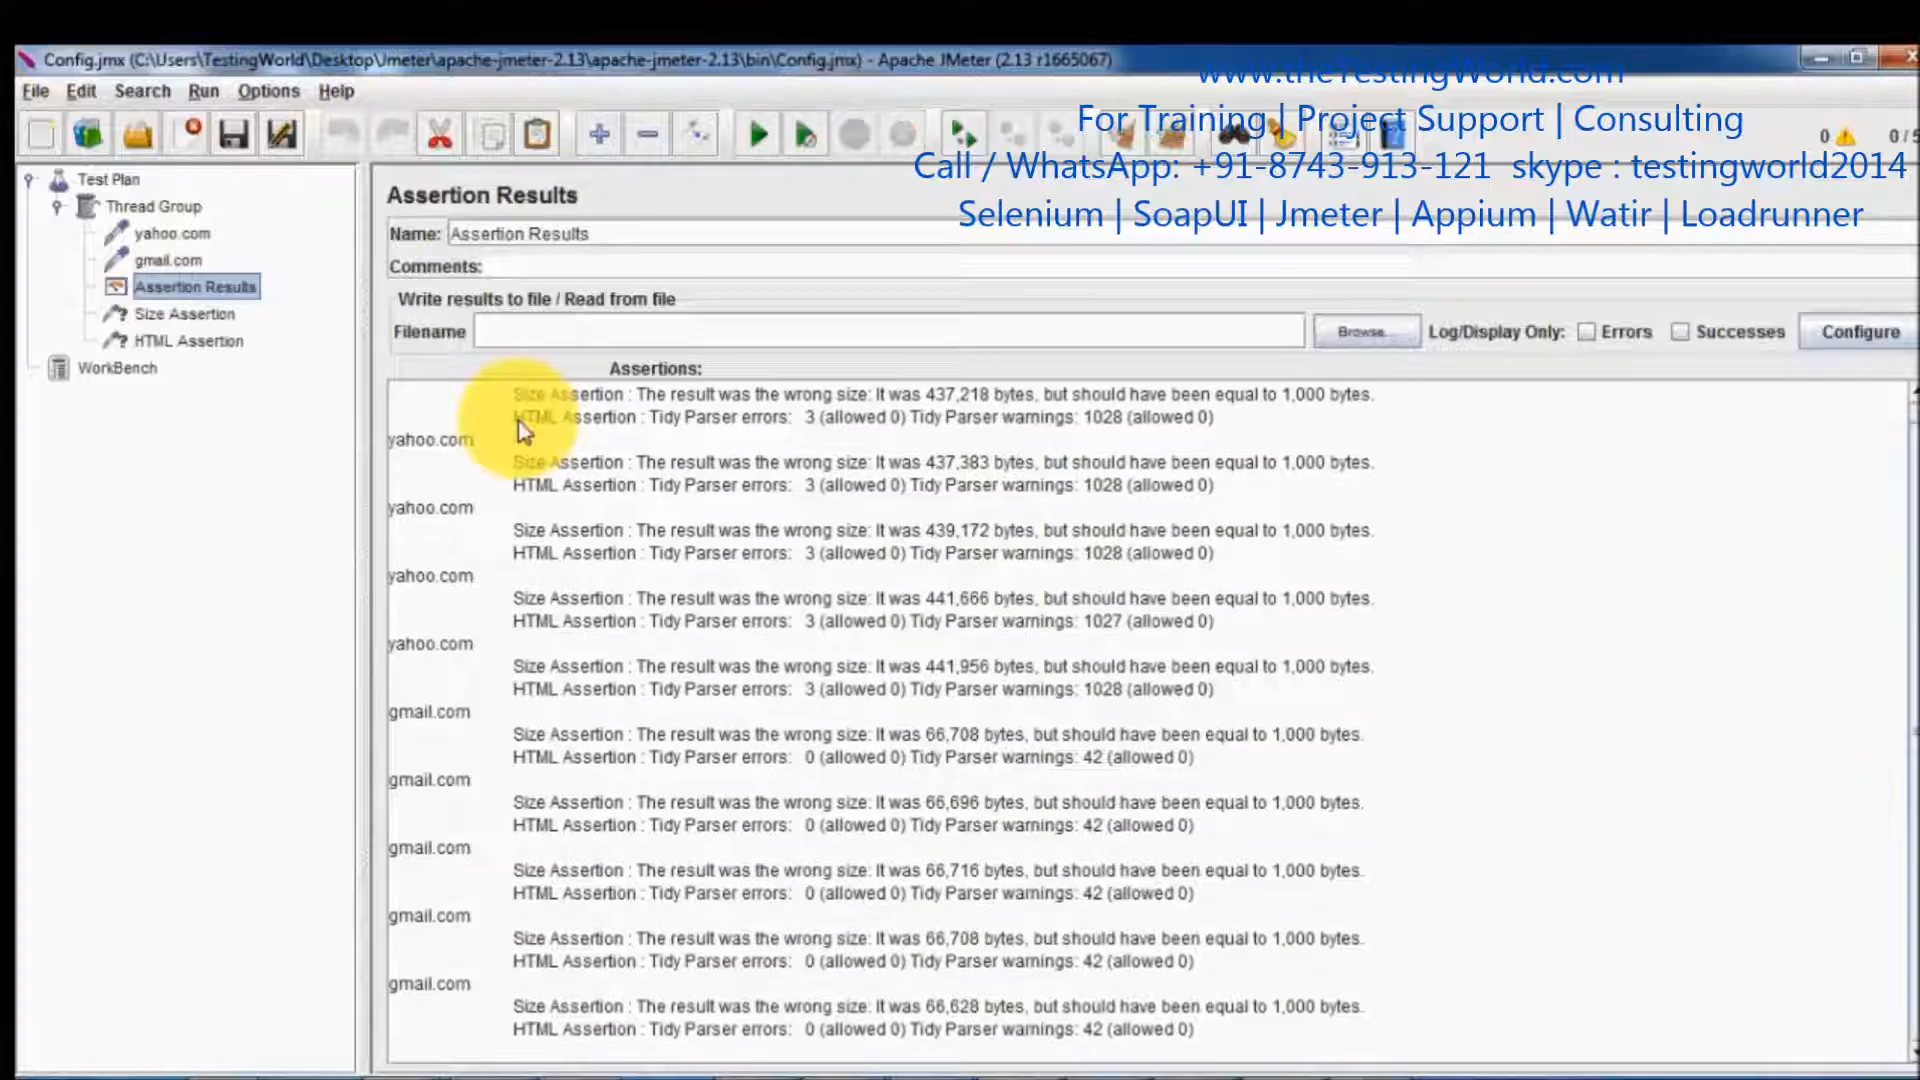 Config.jmx (C:\Users\TestingWorld\Desktop\Jmeter\apache-jmeter-2.13\apache-jmeter-2.13\bin\Config.jmx) - Apache JMeter (2.13 r1665067)
www.theTestingWorld.com
File Edit Search Run Options Help
For Training | Project Support | Consulting
0 0 / 5
Call / WhatsApp: +91-8743-913-121 skype : testingworld2014
Selenium | SoapUI | Jmeter | Appium | Watir | Loadrunner
Test Plan
Thread Group
yahoo.com
gmail.com
Assertion Results
Size Assertion
HTML Assertion
WorkBench
Assertion Results
Name: Assertion Results
Comments:
Write results to file / Read from file
Filename Browse... Log/Display Only: Errors Successes Configure
Assertions:
Size Assertion : The result was the wrong size: It was 437,218 bytes, but should have been equal to 1,000 bytes.
HTML Assertion : Tidy Parser errors: 3 (allowed 0) Tidy Parser warnings: 1028 (allowed 0)
yahoo.com
Size Assertion : The result was the wrong size: It was 437,383 bytes, but should have been equal to 1,000 bytes.
HTML Assertion : Tidy Parser errors: 3 (allowed 0) Tidy Parser warnings: 1028 (allowed 0)
yahoo.com
Size Assertion : The result was the wrong size: It was 439,172 bytes, but should have been equal to 1,000 bytes.
HTML Assertion : Tidy Parser errors: 3 (allowed 0) Tidy Parser warnings: 1028 (allowed 0)
yahoo.com
Size Assertion : The result was the wrong size: It was 441,666 bytes, but should have been equal to 1,000 bytes.
HTML Assertion : Tidy Parser errors: 3 (allowed 0) Tidy Parser warnings: 1027 (allowed 0)
yahoo.com
Size Assertion : The result was the wrong size: It was 441,956 bytes, but should have been equal to 1,000 bytes.
HTML Assertion : Tidy Parser errors: 3 (allowed 0) Tidy Parser warnings: 1028 (allowed 0)
gmail.com
Size Assertion : The result was the wrong size: It was 66,708 bytes, but should have been equal to 1,000 bytes.
HTML Assertion : Tidy Parser errors: 0 (allowed 0) Tidy Parser warnings: 42 (allowed 0)
gmail.com
Size Assertion : The result was the wrong size: It was 66,696 bytes, but should have been equal to 1,000 bytes.
HTML Assertion : Tidy Parser errors: 0 (allowed 0) Tidy Parser warnings: 42 (allowed 0)
gmail.com
Size Assertion : The result was the wrong size: It was 66,716 bytes, but should have been equal to 1,000 bytes.
HTML Assertion : Tidy Parser errors: 0 (allowed 0) Tidy Parser warnings: 42 (allowed 0)
gmail.com
Size Assertion : The result was the wrong size: It was 66,708 bytes, but should have been equal to 1,000 bytes.
HTML Assertion : Tidy Parser errors: 0 (allowed 0) Tidy Parser warnings: 42 (allowed 0)
gmail.com
Size Assertion : The result was the wrong size: It was 66,628 bytes, but should have been equal to 1,000 bytes.
HTML Assertion : Tidy Parser errors: 0 (allowed 0) Tidy Parser warnings: 42 (allowed 0)